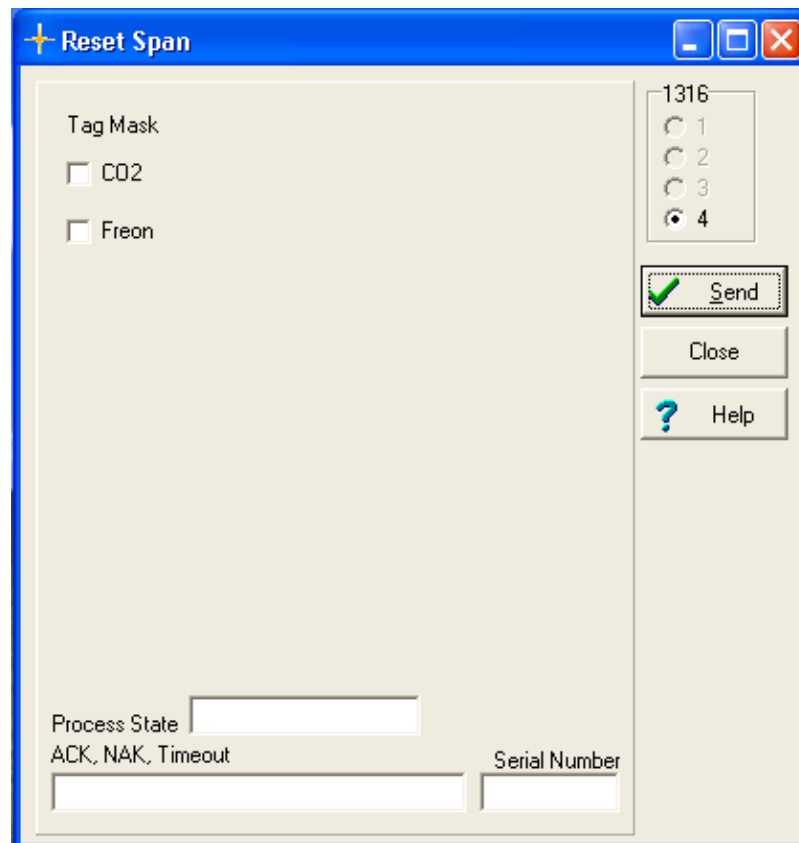 Reset Span
Tag Mask
CO2
Freon
1316
1
2
3
4
Send
Close
? Help
Process State
ACK, NAK, Timeout
Serial Number